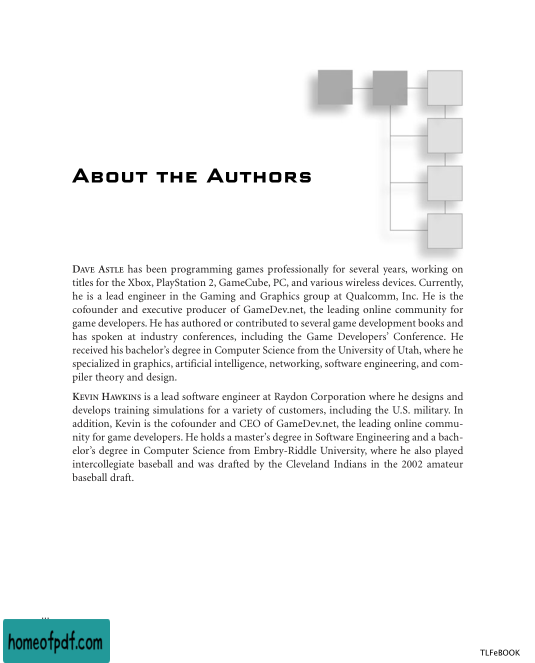 ABOUT THE AUTHORS
DAVE ASTLE has been programming games professionally for several years, working on
titles for the Xbox, PlayStation 2, GameCube, PC, and various wireless devices. Currently,
he is a lead engineer in the Gaming and Graphics group at Qualcomm, Inc. He is the
cofounder and executive producer of GameDev.net, the leading online community for
game developers. He has authored or contributed to several game development books and
has spoken at industry conferences, including the Game Developers' Conference. He
received his bachelor's degree in Computer Science from the University of Utah, where he
specialized in graphics, artificial intelligence, networking, software engineering, and com-
piler theory and design.
KEVIN HAWKINS is a lead software engineer at Raydon Corporation where he designs and
develops training simulations for a variety of customers, including the U.S. military. In
addition, Kevin is the cofounder and CEO of GameDev.net, the leading online commu-
nity for game developers. He holds a master's degree in Software Engineering and a bach-
elor's degree in Computer Science from Embry-Riddle University, where he also played
intercollegiate baseball and was drafted by the Cleveland Indians in the 2002 amateur
baseball draft.
homeofpdf.com
TLFeBOOK